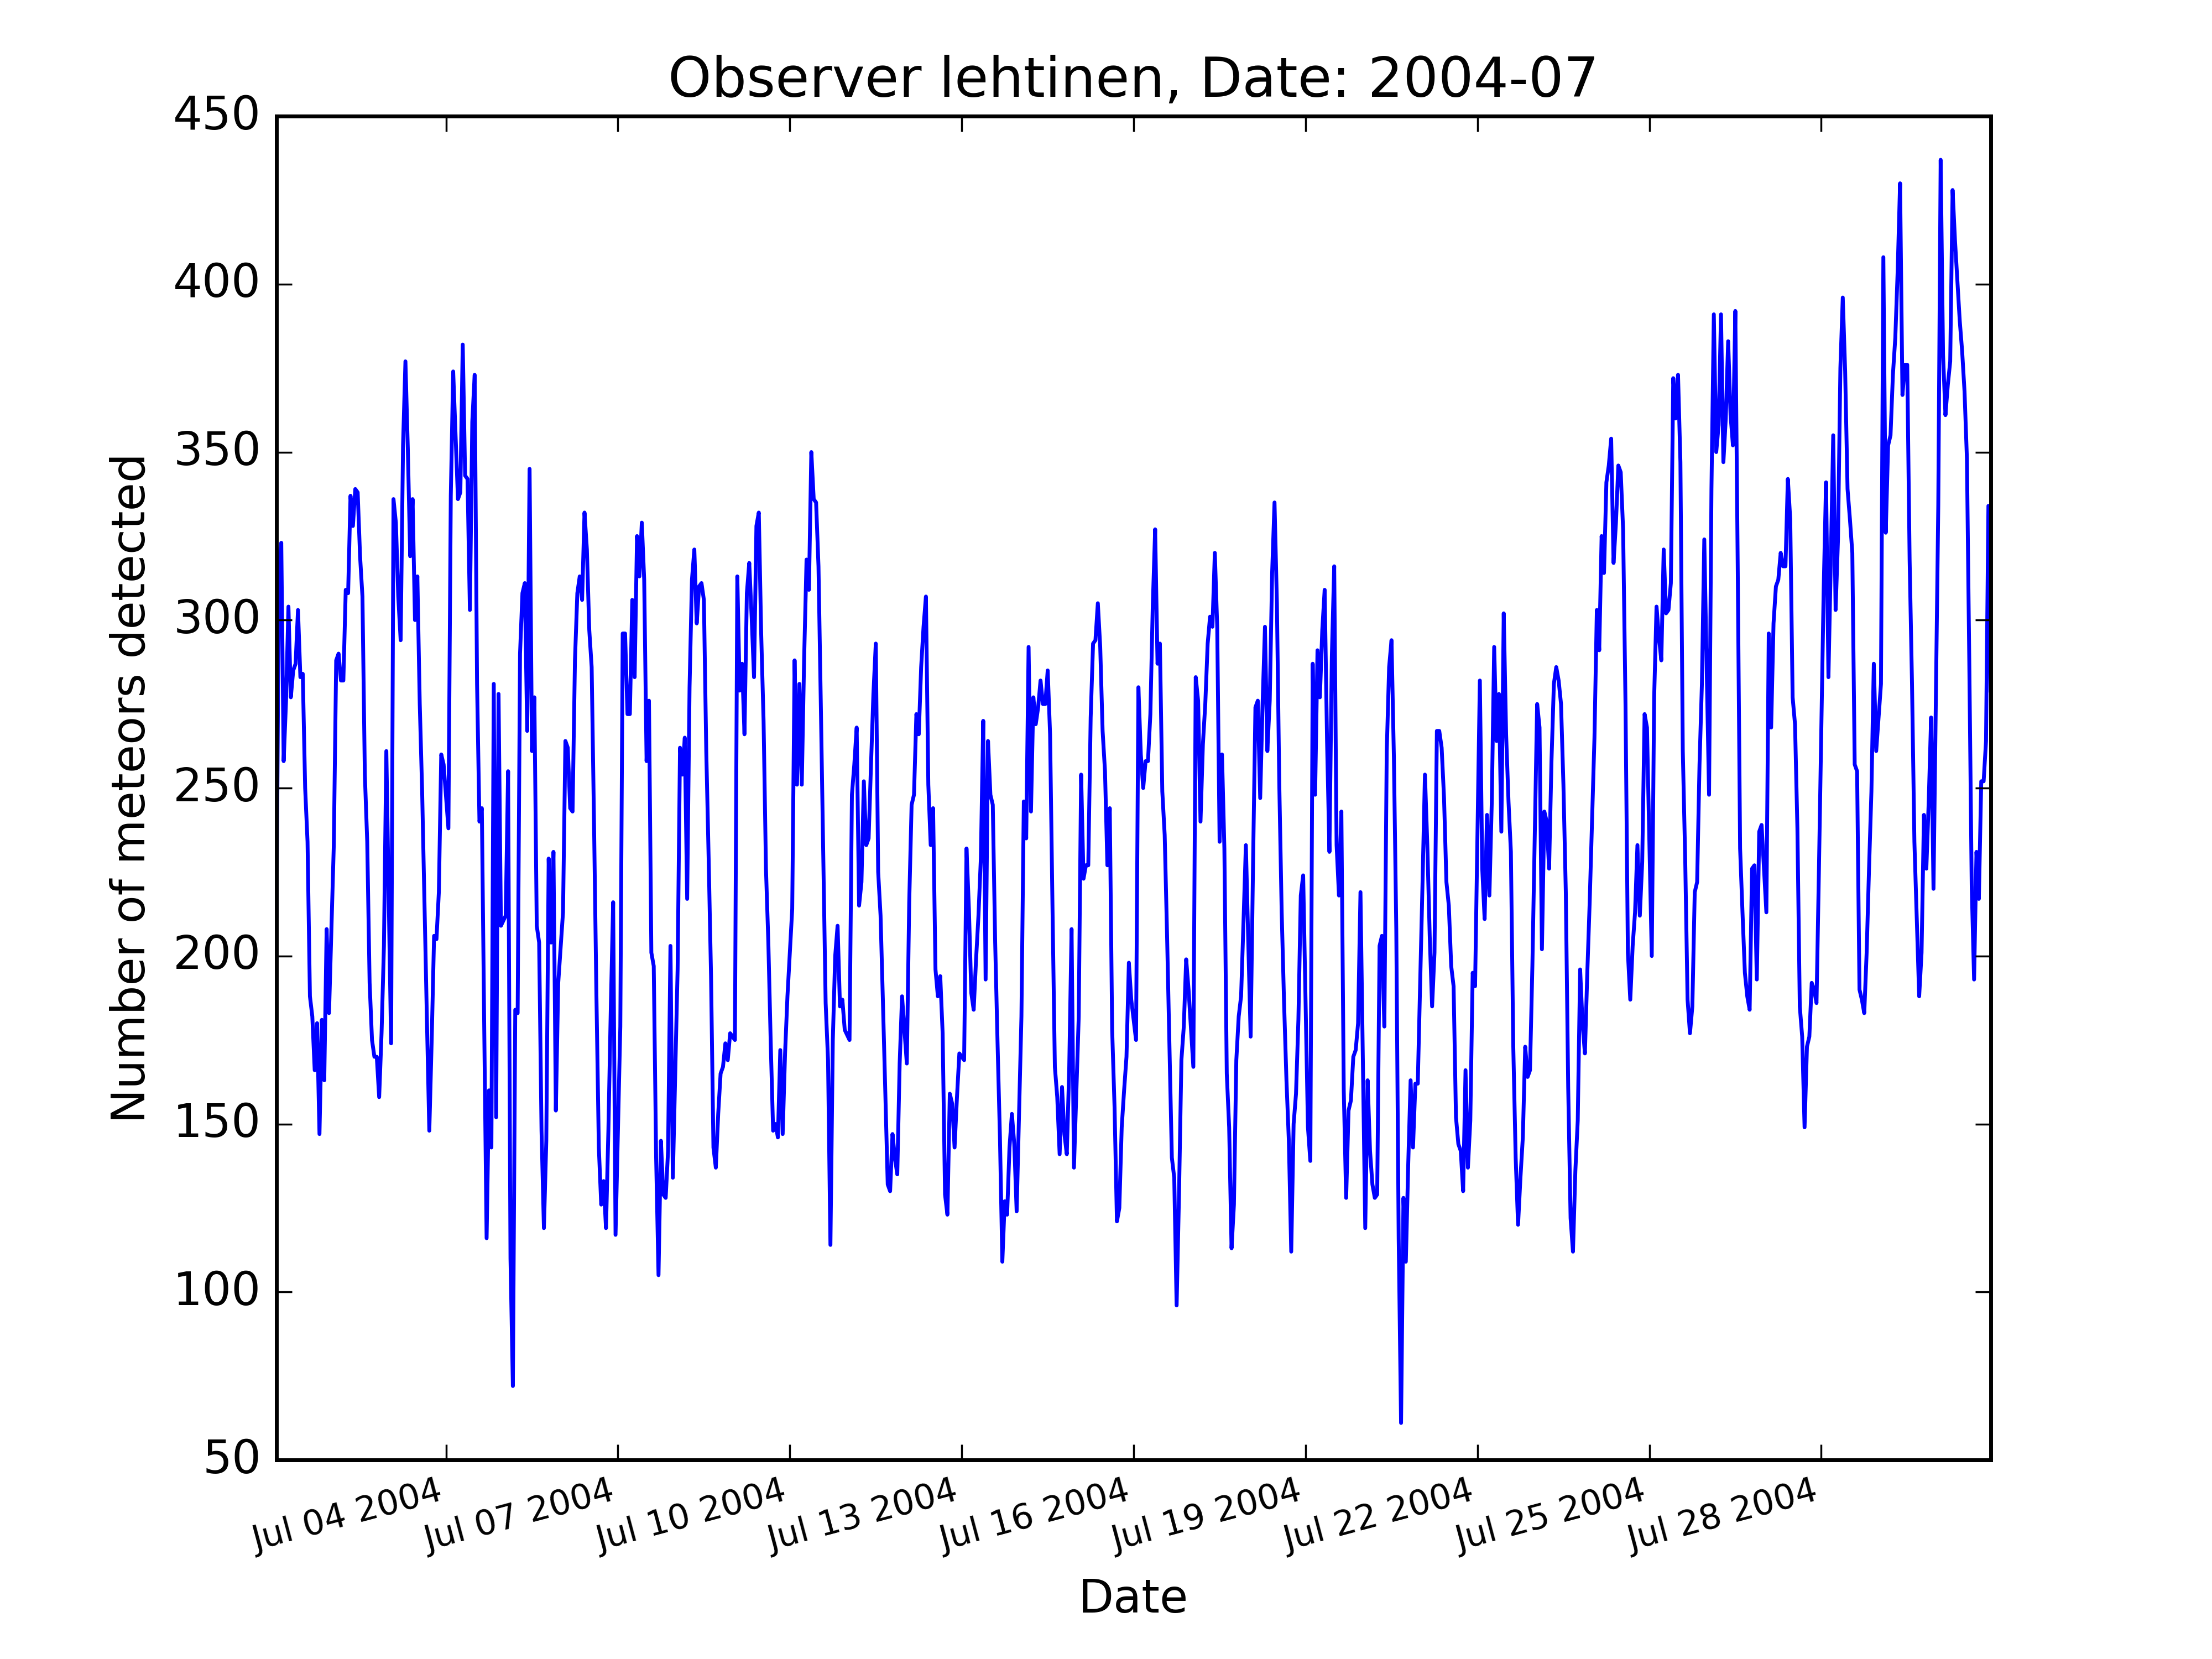 Observer lehtinen, Date: 2004-07
450
400
350
300
250
200
150
100
50
Number of meteors detected
Jul 04 2004
Jul 07 2004
Jul 10 2004
Jul 13 2004
Jul 16 2004
Jul 19 2004
Jul 22 2004
Jul 25 2004
Jul 28 2004
Date